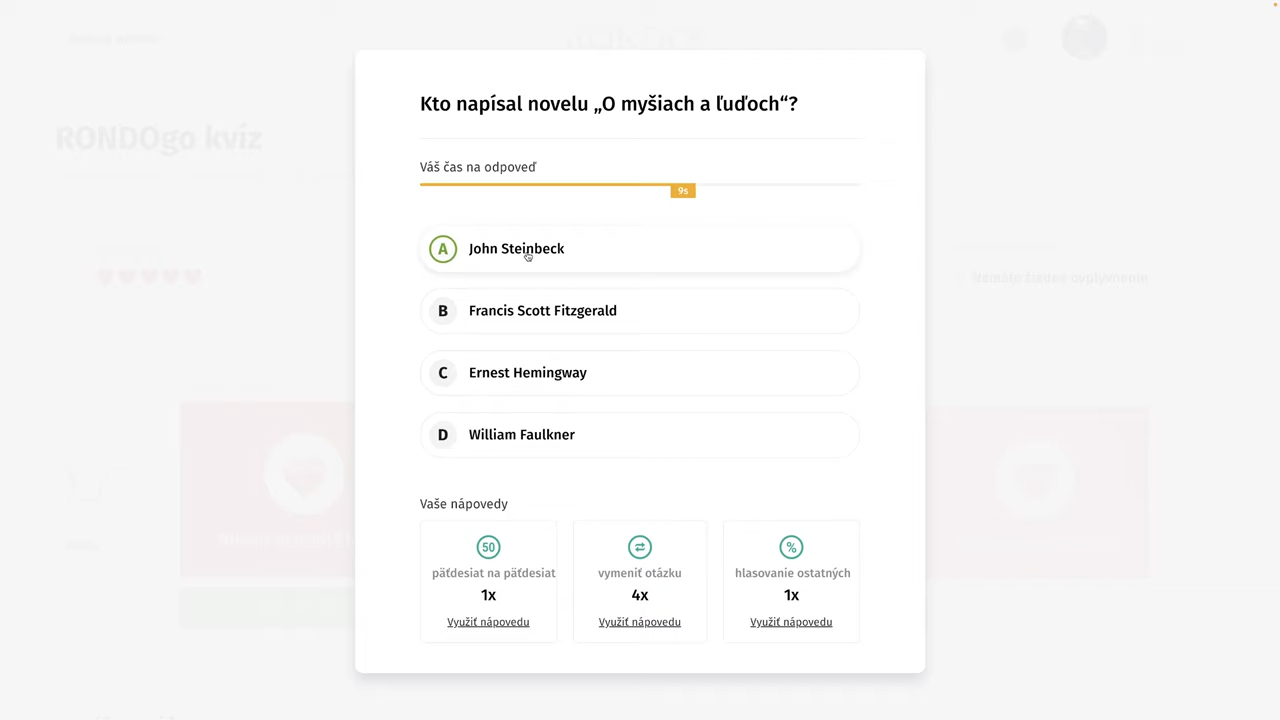 RONDOgo kvíz
Kto napísal novelu „O myšiach a ľuďoch“?
Váš čas na odpoveď
9s
A John Steinbeck
B Francis Scott Fitzgerald
C Ernest Hemingway
D William Faulkner
Vaše nápovedy
50
päťdesiat na päťdesiat
1x
Využiť nápovedu
vymeniť otázku
4x
Využiť nápovedu
%
hlasovanie ostatných
1x
Využiť nápovedu